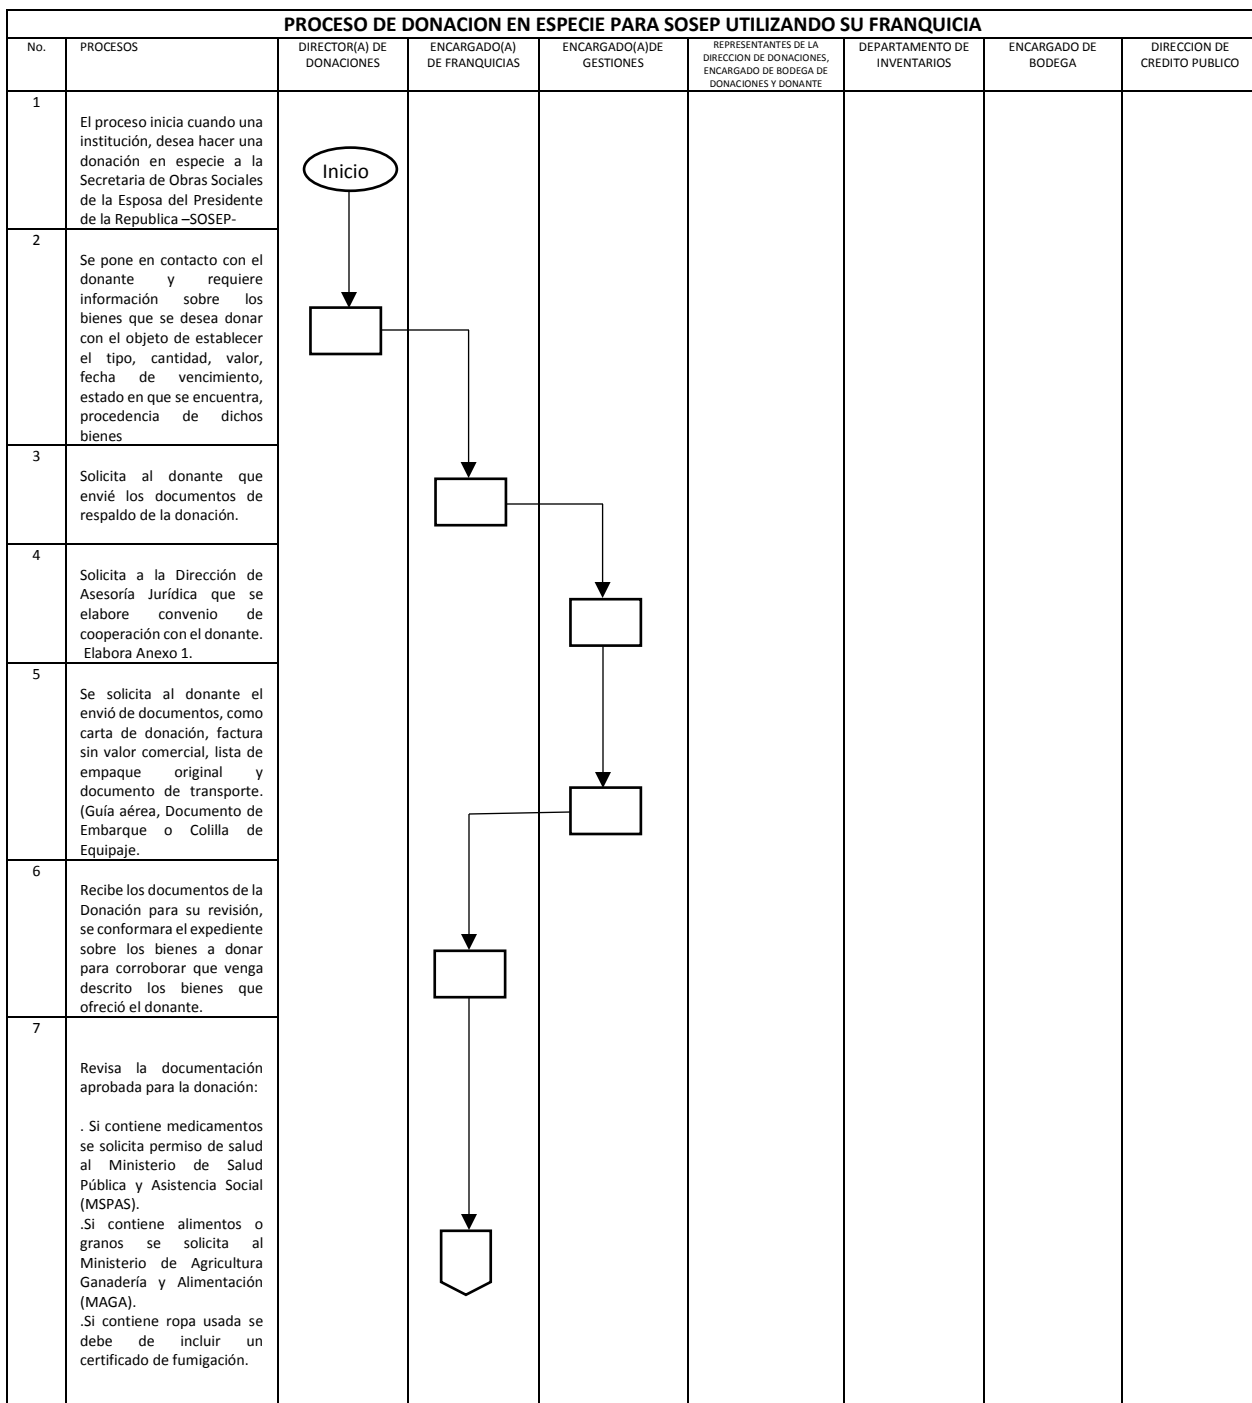 PROCESO DE DONACION EN ESPECIE PARA SOSEP UTILIZANDO SU FRANQUICIA
No.
PROCESOS
DIRECTOR(A) DE
DONACIONES
ENCARGADO(A)
DE FRANQUICIAS
ENCARGADO(A)DE
GESTIONES
REPRESENTANTES DE LA
DIRECCION DE DONACIONES,
ENCARGADO DE BODEGA DE
DONACIONES Y DONANTE
DEPARTAMENTO DE
INVENTARIOS
ENCARGADO DE
BODEGA
DIRECCION DE
CREDITO PUBLICO
1
El proceso inicia cuando una
institución, desea hacer una
donación en especie a la
Secretaria de Obras Sociales
de la Esposa del Presidente
de la Republica –SOSEP-
Inicio
2
Se pone en contacto con el
donante y requiere
información sobre los
bienes que se desea donar
con el objeto de establecer
el tipo, cantidad, valor,
fecha de vencimiento,
estado en que se encuentra,
procedencia de dichos
bienes
3
Solicita al donante que
envié los documentos de
respaldo de la donación.
4
Solicita a la Dirección de
Asesoría Jurídica que se
elabore convenio de
cooperación con el donante.
Elabora Anexo 1.
5
Se solicita al donante el
envió de documentos, como
carta de donación, factura
sin valor comercial, lista de
empaque original y
documento de transporte.
(Guía aérea, Documento de
Embarque o Colilla de
Equipaje.
6
Recibe los documentos de la
Donación para su revisión,
se conformara el expediente
sobre los bienes a donar
para corroborar que venga
descrito los bienes que
ofreció el donante.
7
Revisa la documentación
aprobada para la donación:
. Si contiene medicamentos
se solicita permiso de salud
al Ministerio de Salud
Pública y Asistencia Social
(MSPAS).
.Si contiene alimentos o
granos se solicita al
Ministerio de Agricultura
Ganadería y Alimentación
(MAGA).
.Si contiene ropa usada se
debe de incluir un
certificado de fumigación.